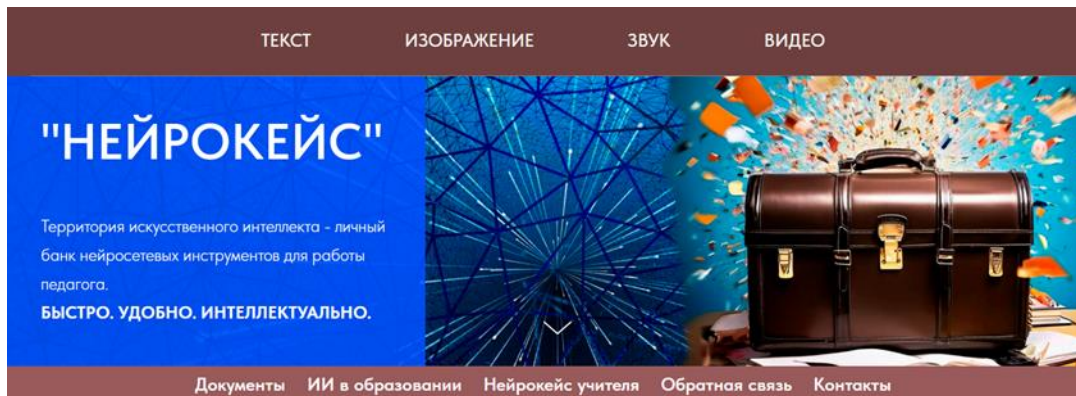 ТЕКСТ ИЗОБРАЖЕНИЕ ЗВУК ВИДЕО
"НЕЙРОКЕЙС"
Территория искусственного интеллекта - личный
банк нейросетевых инструментов для работы
педагога.
БЫСТРО. УДОБНО. ИНТЕЛЛЕКТУАЛЬНО.
Документы ИИ в образовании Нейрокейс учителя Обратная связь Контакты